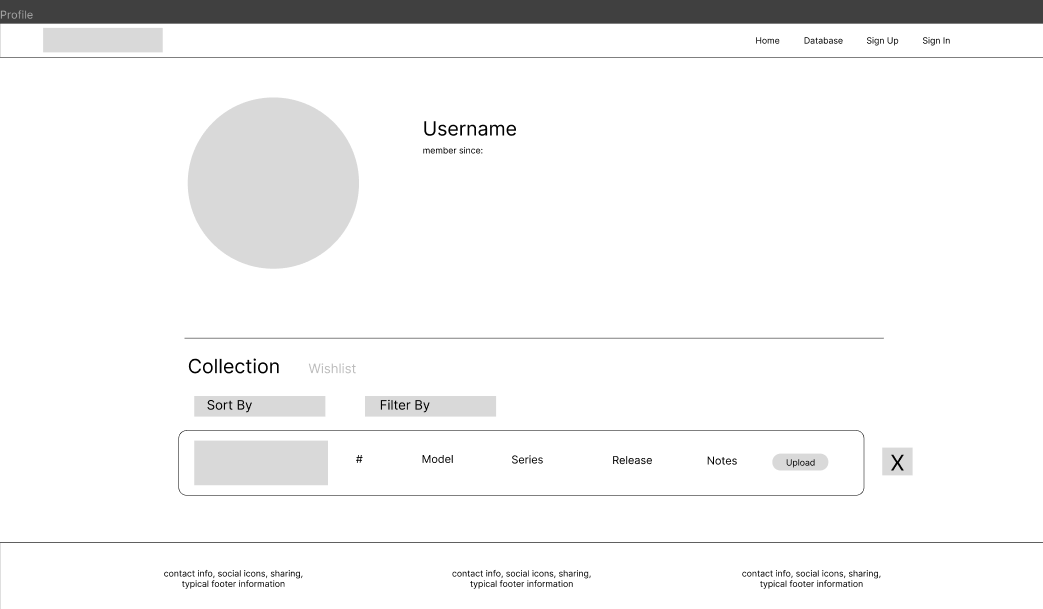 Profile
Home Database Sign Up Sign In
Username
member since:
Collection Wishlist
Sort By Filter By
# Model Series Release Notes Upload X
contact info, social icons, sharing,
typical footer information
contact info, social icons, sharing,
typical footer information
contact info, social icons, sharing,
typical footer information